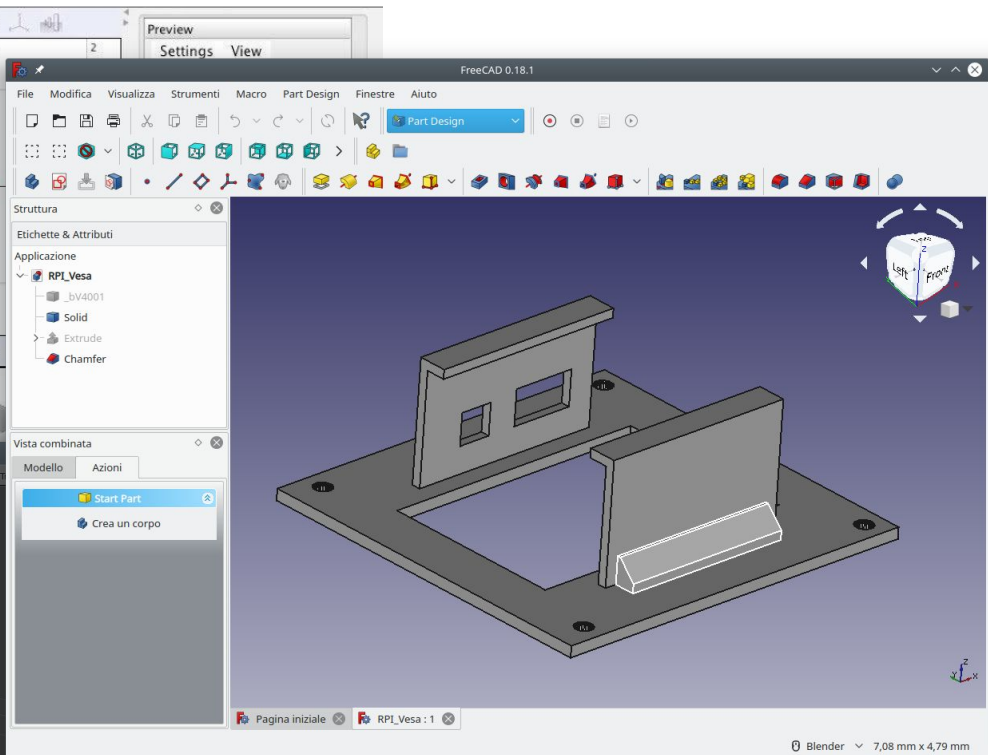 Preview
2
Settings View
FreeCAD 0.18.1
File Modifica Visualizza Strumenti Macro Part Design Finestre Aiuto
Part Design
Struttura
Etichette & Attributi
Applicazione
RPI_Vesa
_bV4001
Solid
Extrude
Chamfer
Vista combinata
Modello Azioni
Start Part
Crea un corpo
Left Front
Z
Z
Y X
Pagina iniziale RPI_Vesa : 1
Blender 7,08 mm x 4,79 mm